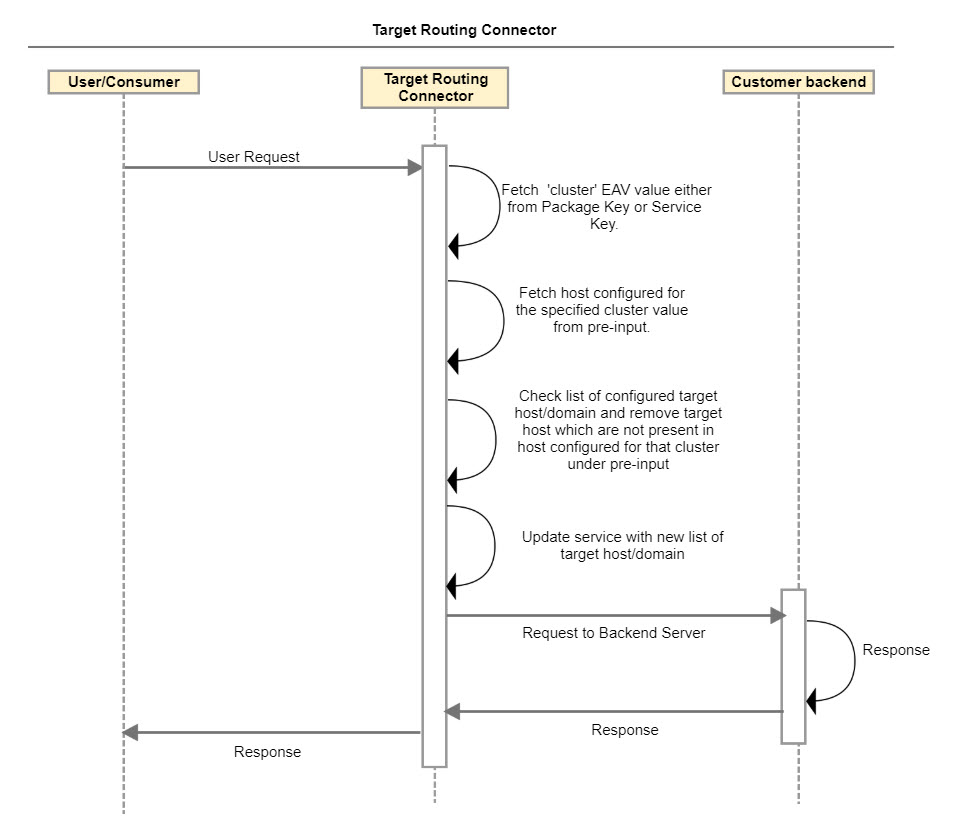 Target Routing Connector
User/Consumer
Target Routing
Connector
Customer backend
User Request
Fetch  'cluster' EAV value either
from Package Key or Service
Key.
Fetch host configured for
the specified cluster value
from pre-input.
Check list of configured target
host/domain and remove target
host which are not present in
host configured for that cluster
under pre-input
Update service with new list of
target host/domain
Request to Backend Server
Response
Response
Response